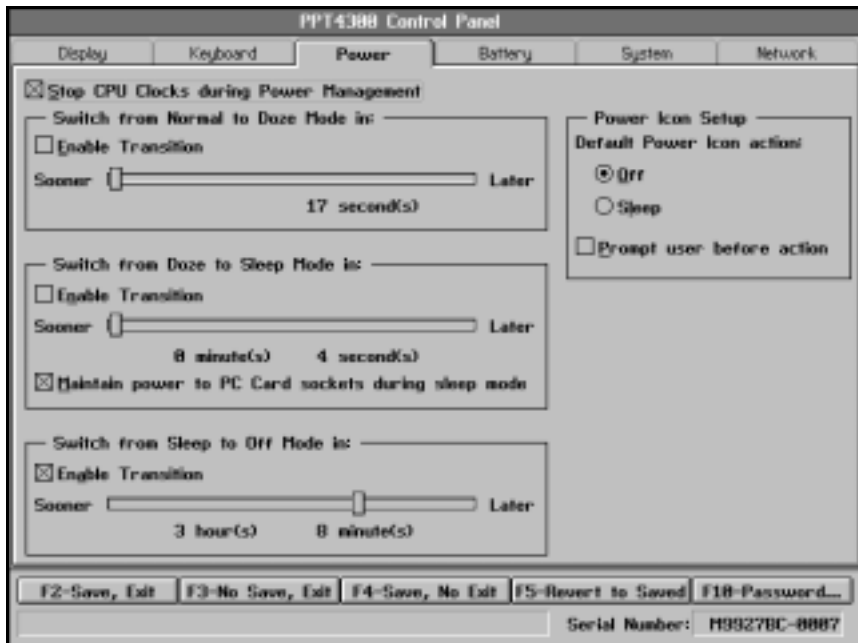 PPT4300 Control Panel
Display Keyboard Power Battery System Network
Stop CPU Clocks during Power Management
Switch from Normal to Doze Mode in:
Enable Transition
Sooner Later
17 second(s)
Switch from Doze to Sleep Mode in:
Enable Transition
Sooner Later
0 minute(s) 4 second(s)
Maintain power to PC Card sockets during sleep mode
Switch from Sleep to Off Mode in:
Enable Transition
Sooner Later
3 hour(s) 0 minute(s)
Power Icon Setup
Default Power Icon action:
Off
Sleep
Prompt user before action
F2-Save, Exit F3-No Save, Exit F4-Save, No Exit F5-Revert to Saved F10-Password...
Serial Number: M9927BC-0007